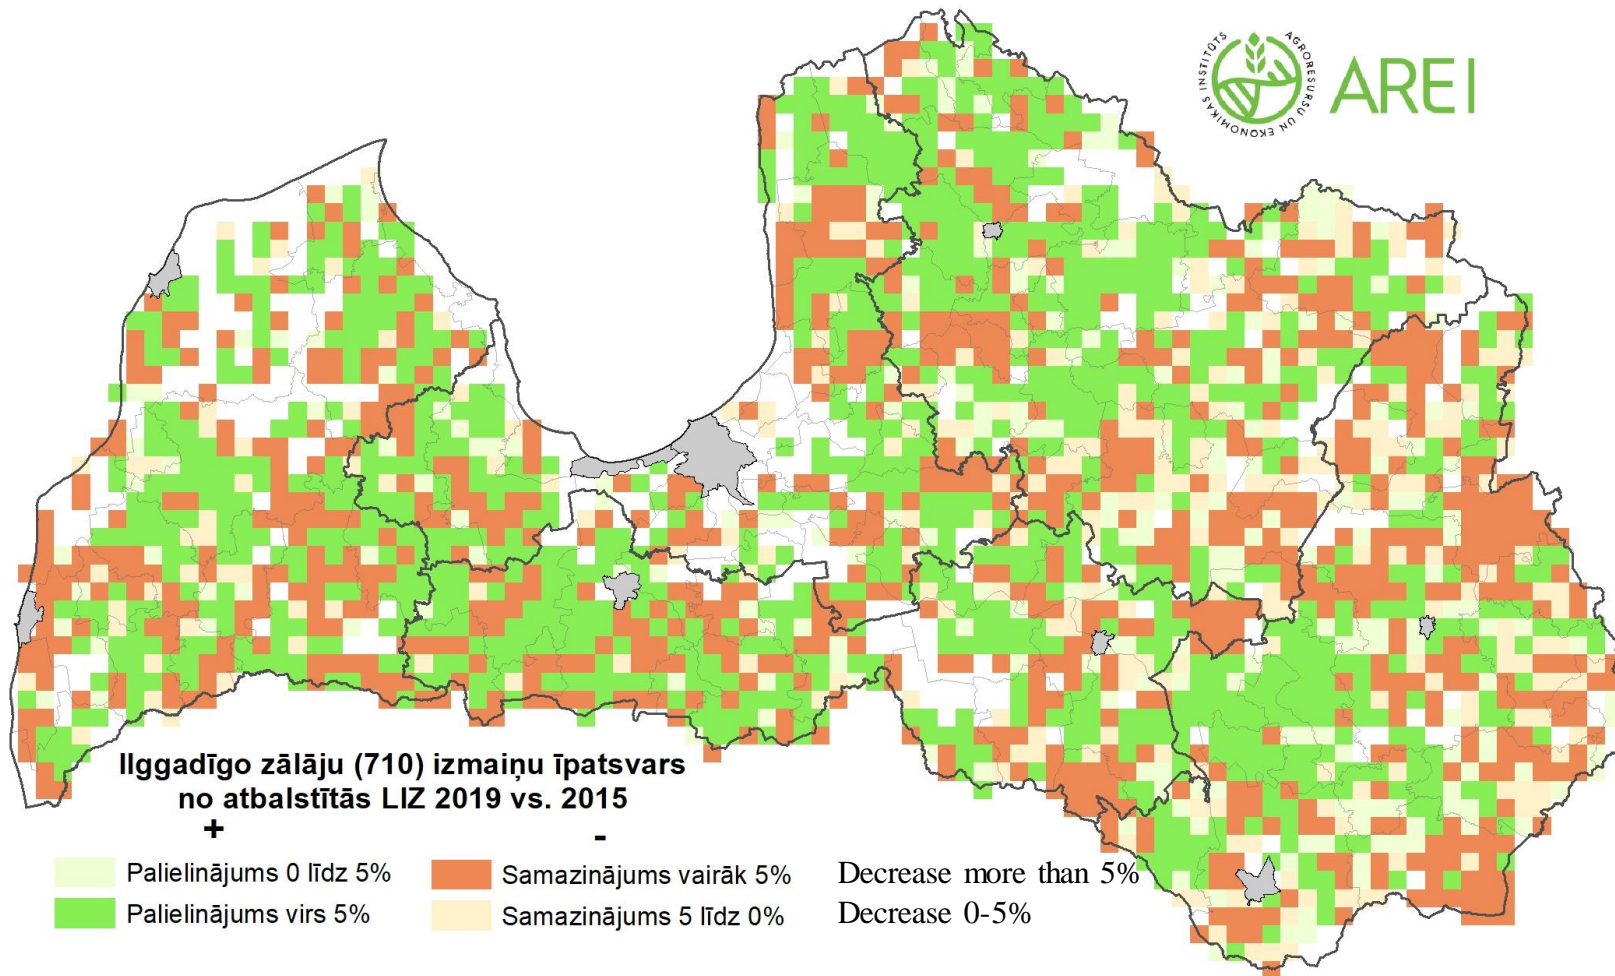 AGRORESURSU UN EKONOMIKAS INSTITŪTS
AREI
Ilggadīgo zālāju (710) izmaiņu īpatsvars
no atbalstītās LIZ 2019 vs. 2015
+ -
Palielinājums 0 līdz 5% Samazinājums vairāk 5% Decrease more than 5%
Palielinājums virs 5% Samazinājums 5 līdz 0% Decrease 0-5%